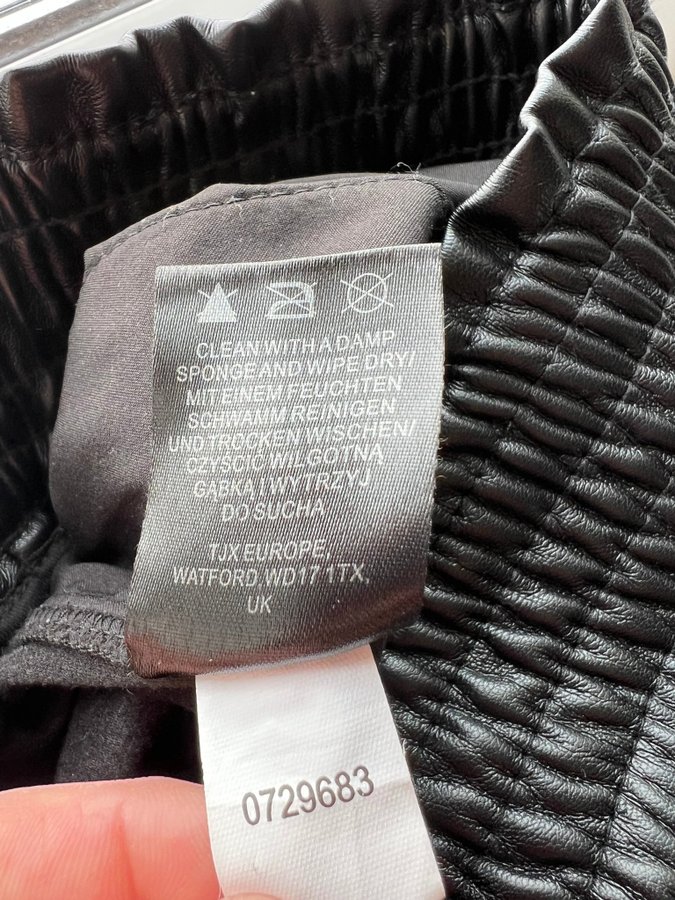 CLEAN WITH A DAMP
SPONGE AND WIPE DRY/
MIT EINEM FEUCHTEN
SCHWAMM REINIGEN
UND TROCKEN WISCHEN/
CZYŚCIĆ WILGOTNĄ
GĄBKĄ I WYTRZYJ
DO SUCHA
TJX EUROPE,
WATFORD WD17 1TX,
UK
0729683